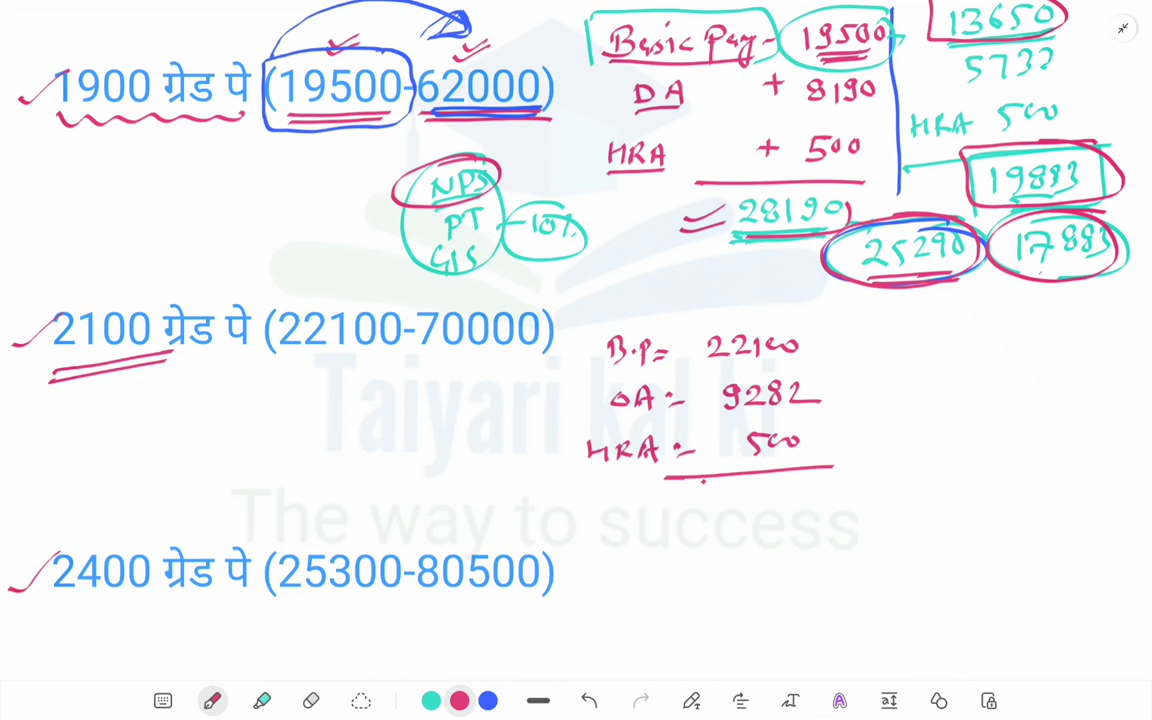 1900 ग्रेड पे (19500-62000)
Basic Pay- 19500
DA + 8190
HRA + 500
28190
25290
13650
5733
HRA 500
19883
17883
NPS
PT
GIS
-10%
2100 ग्रेड पे (22100-70000)
B.P= 22100
DA:- 9282
HRA:- 500
Taiyari kal ki
The way to success
2400 ग्रेड पे (25300-80500)